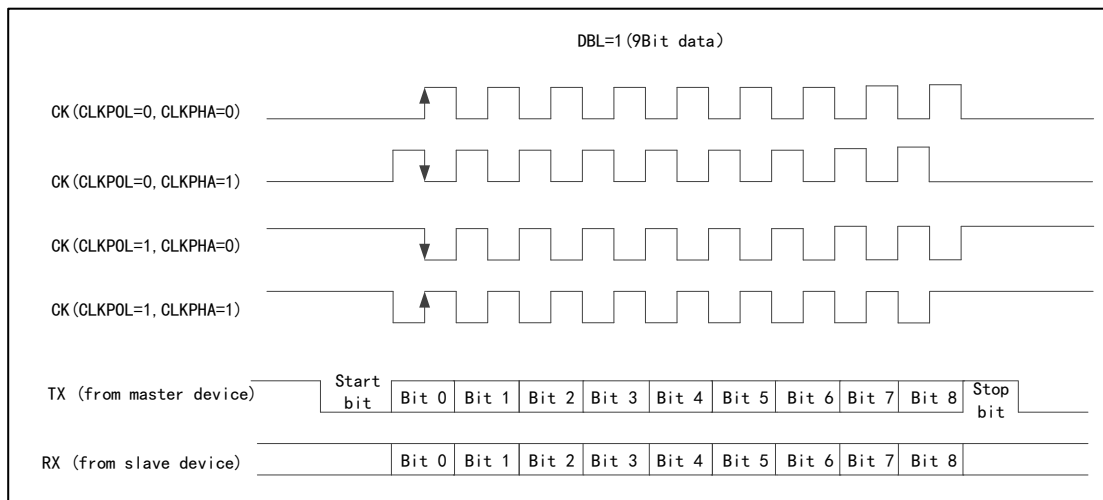 DBL=1(9Bit data)
CK(CLKPOL=0,CLKPHA=0)
CK(CLKPOL=0,CLKPHA=1)
CK(CLKPOL=1,CLKPHA=0)
CK(CLKPOL=1,CLKPHA=1)
TX (from master device) Start bit Bit 0 Bit 1 Bit 2 Bit 3 Bit 4 Bit 5 Bit 6 Bit 7 Bit 8 Stop bit
RX (from slave device) Bit 0 Bit 1 Bit 2 Bit 3 Bit 4 Bit 5 Bit 6 Bit 7 Bit 8